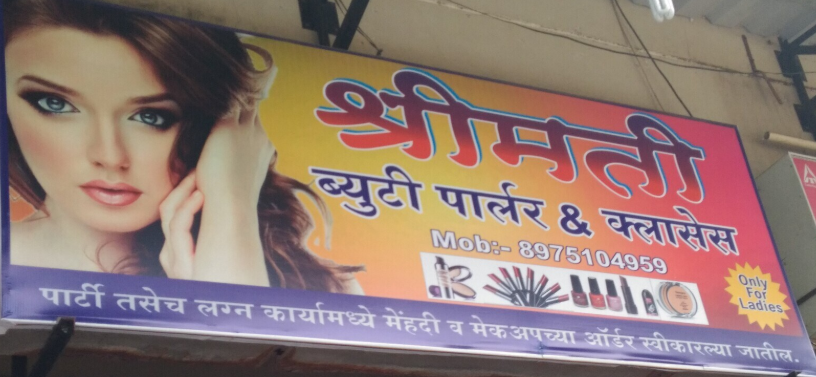 श्रीमती
ब्युटी पार्लर & क्लासेस
Mob:- 8975104959
Only
For
Ladies
पार्टी तसेच लग्न कार्यामध्ये मेंहदी व मेकअपच्या ऑर्डर स्वीकारल्या जातील.